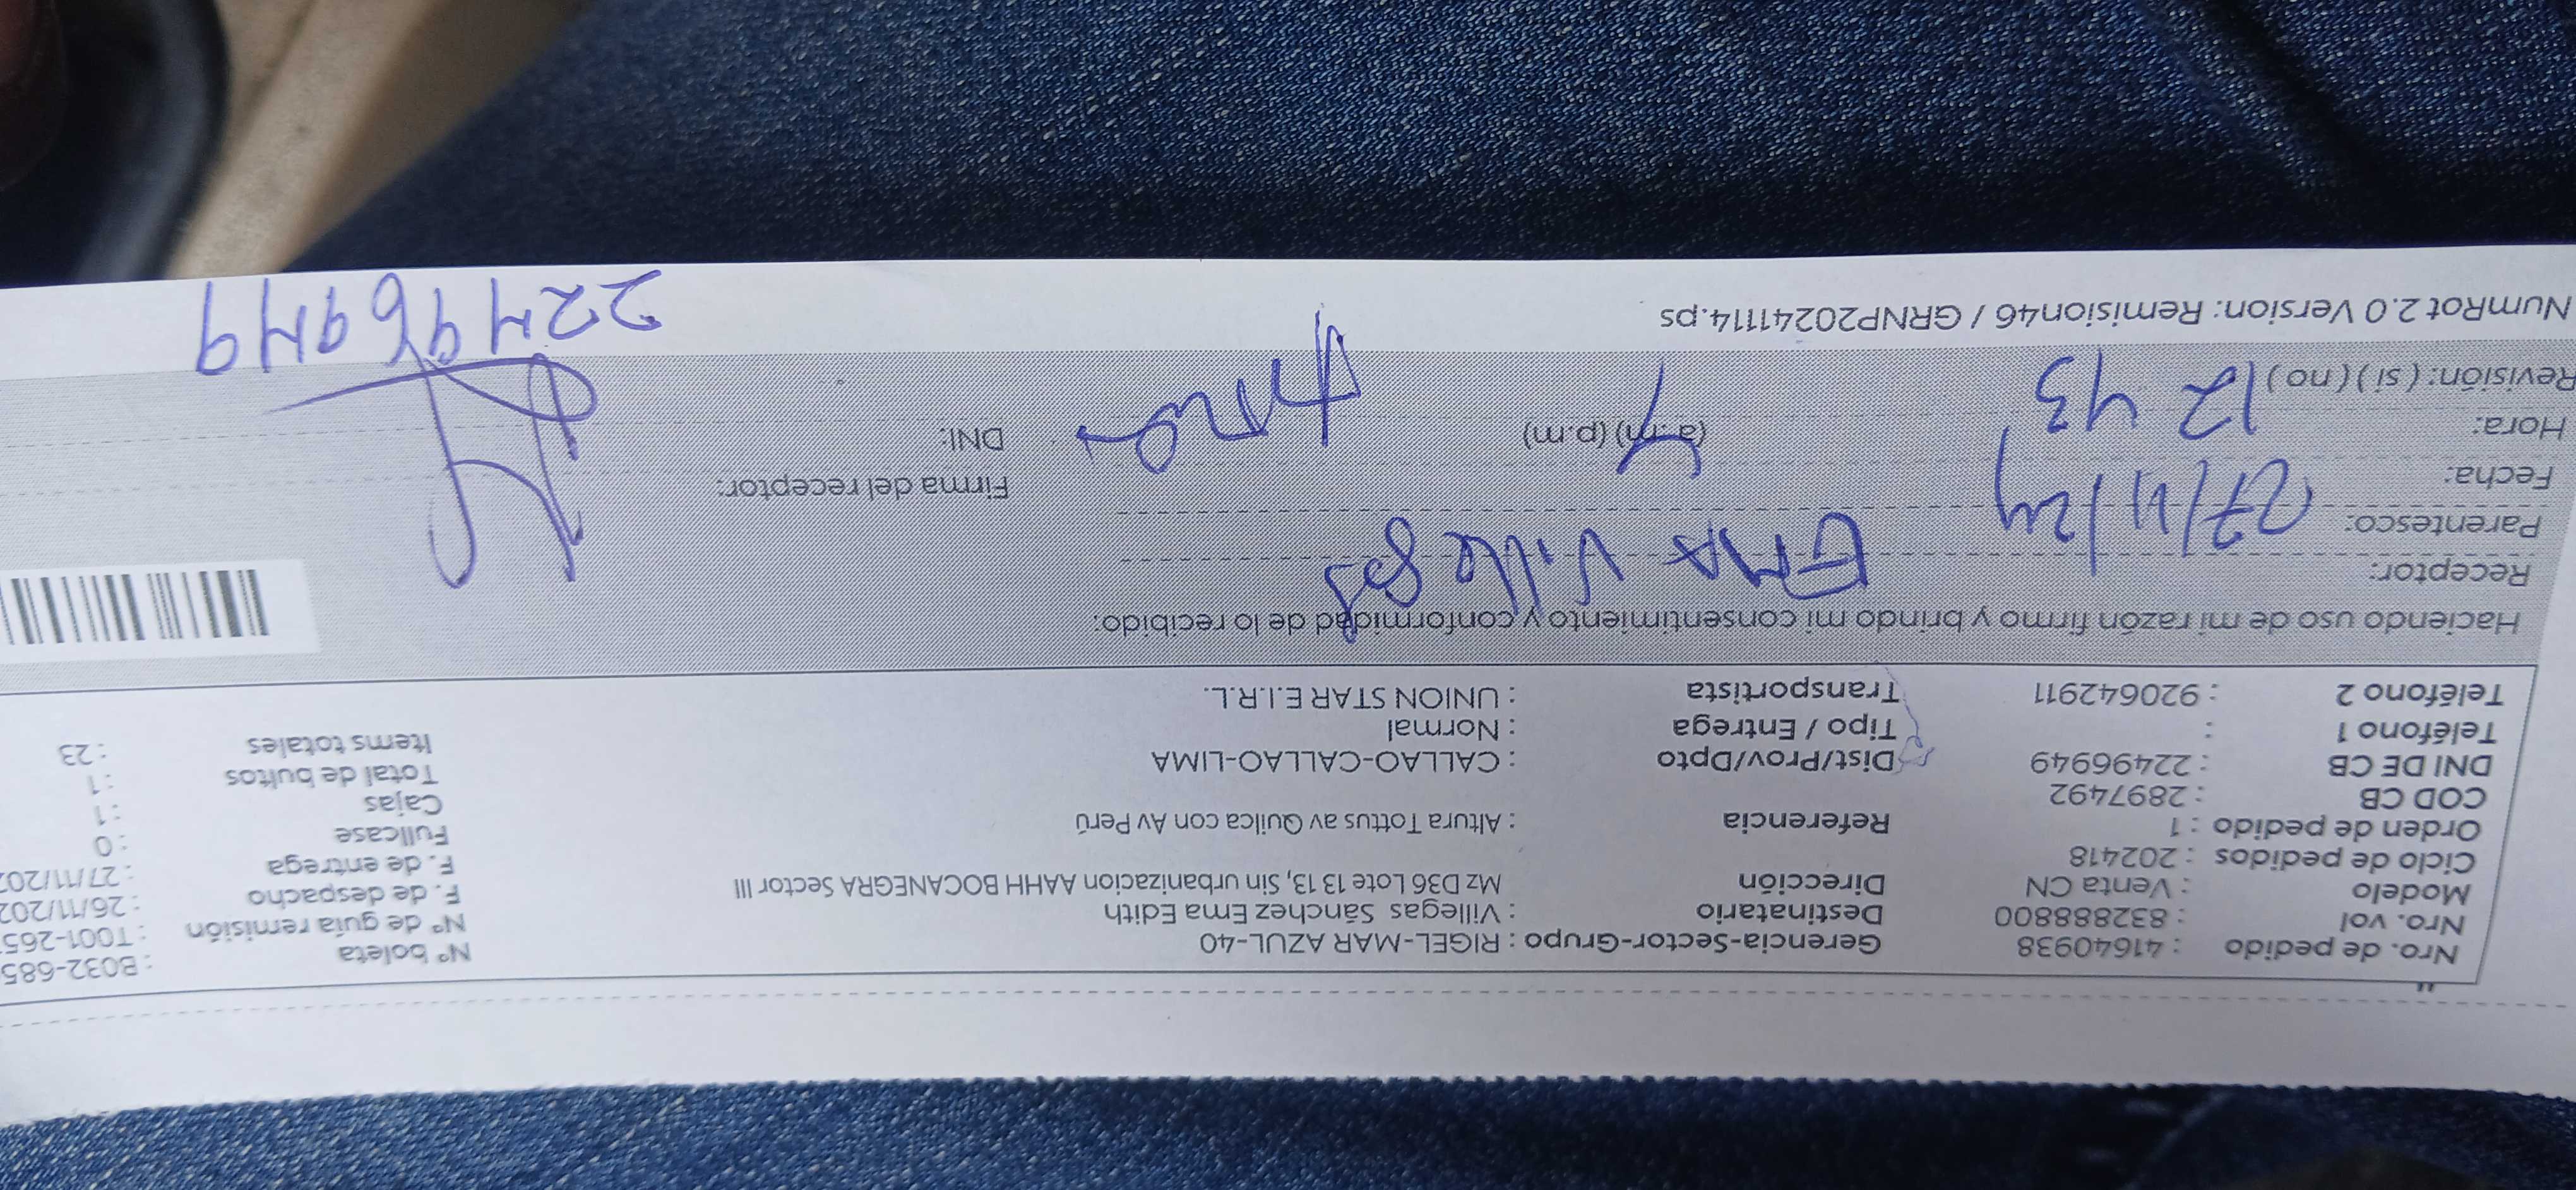 Nro. de pedido : 41640938 Gerencia-Sector-Grupo : RIGEL-MAR AZUL-40 N° boleta : B032-685
Nro. vol : 83288800 Destinatario : Villegas Sánchez Ema Edith N° de guía remisión : T001-265
Modelo : Venta CN Dirección Mz D36 Lote 13 13, Sin urbanizacion AAHH BOCANEGRA Sector III F. de despacho : 26/11/202
Ciclo de pedidos : 202418 F. de entrega : 27/11/202
Orden de pedido : 1 Referencia : Altura Tottus av Quilca con Av Perú Fullcase : 0
COD CB : 2897492 Cajas : 1
DNI DE CB : 22496949 Dist/Prov/Dpto : CALLAO-CALLAO-LIMA Total de bultos : 1
Teléfono 1 : Tipo / Entrega : Normal Items totales : 23
Teléfono 2 : 920642911 Transportista : UNION STAR E.I.R.L.
Haciendo uso de mi razón firmo y brindo mi consentimiento y conformidad de lo recibido:
Receptor: EMA Villegas
Parentesco:
Fecha: 27/11/24 Firma del receptor:
Hora: 12 43 (a.m) (p.m) DNI: 22496949
Revisión: ( si ) ( no )
NumRot 2.0 Version: Remision46 / GRNP20241114.ps